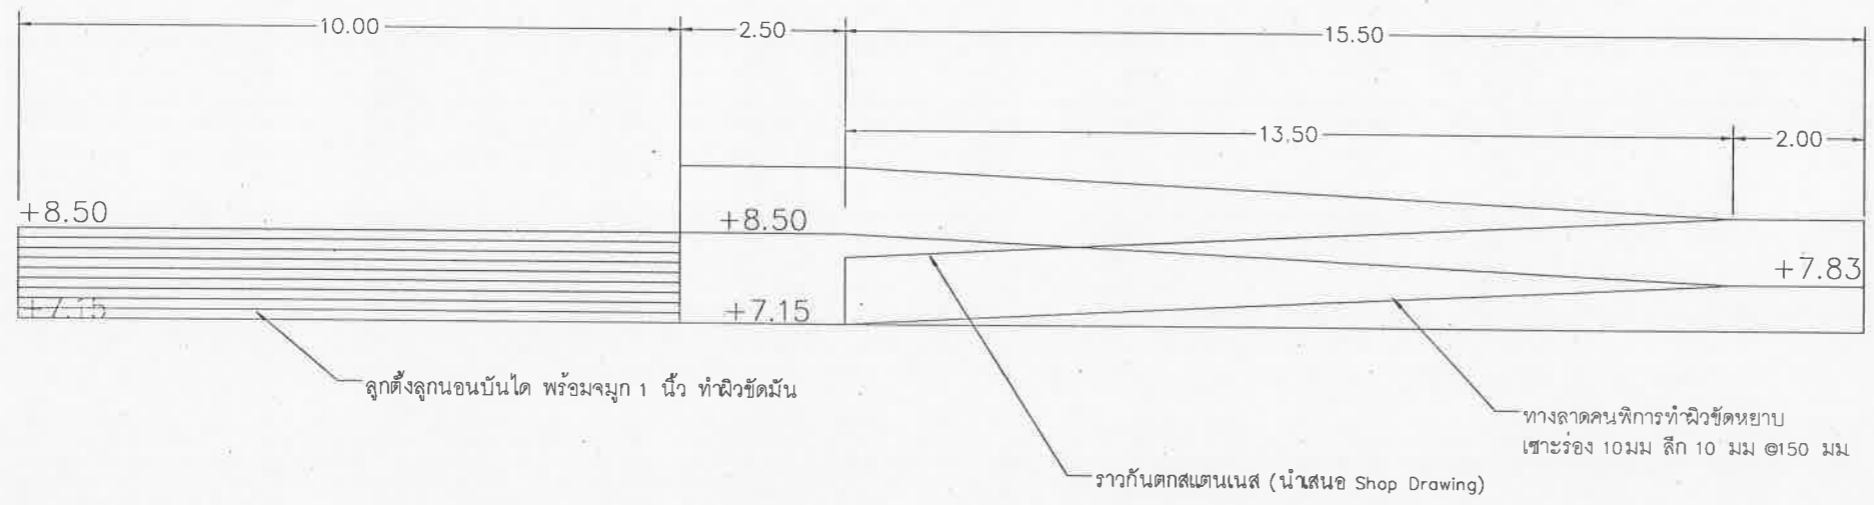 10.00
2.50
15.50
13.50
2.00
+8.50
+8.50
+7.83
+7.15
+7.15
ลูกตั้งลูกนอนบันได พร้อมจมูก 1 นิ้ว ทำผิวขัดมัน
ทางลาดคนพิการทำผิวขัดหยาบ
เซาะร่อง 10มม ลึก 10 มม @150 มม
ราวกันตกสแตนเนส (นำเสนอ Shop Drawing)